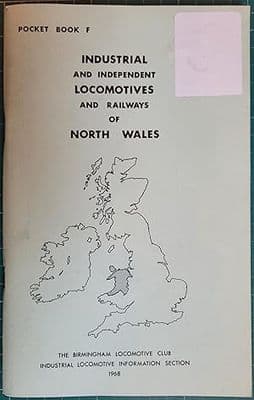 POCKET BOOK F
INDUSTRIAL
AND INDEPENDENT
LOCOMOTIVES
AND RAILWAYS
OF
NORTH WALES
THE BIRMINGHAM LOCOMOTIVE CLUB
INDUSTRIAL LOCOMOTIVE INFORMATION SECTION
1968